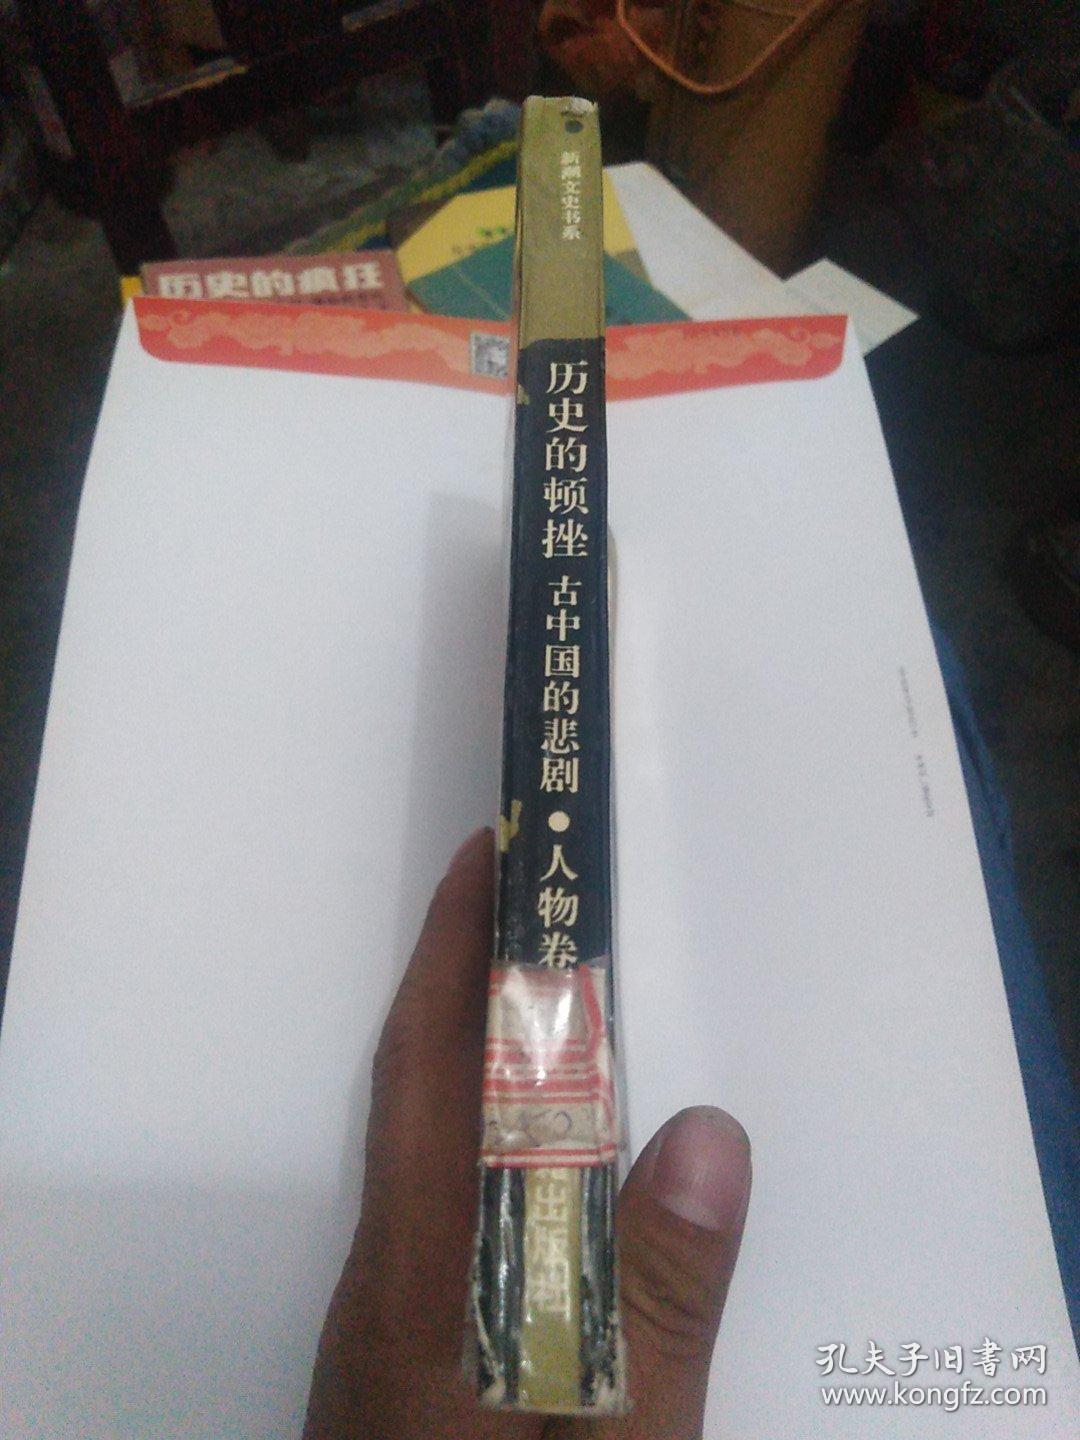 新潮文史书系
历史的顿挫 古中国的悲剧·人物卷
出版社
历史的疯狂
孔夫子旧書网
www.kongfz.com